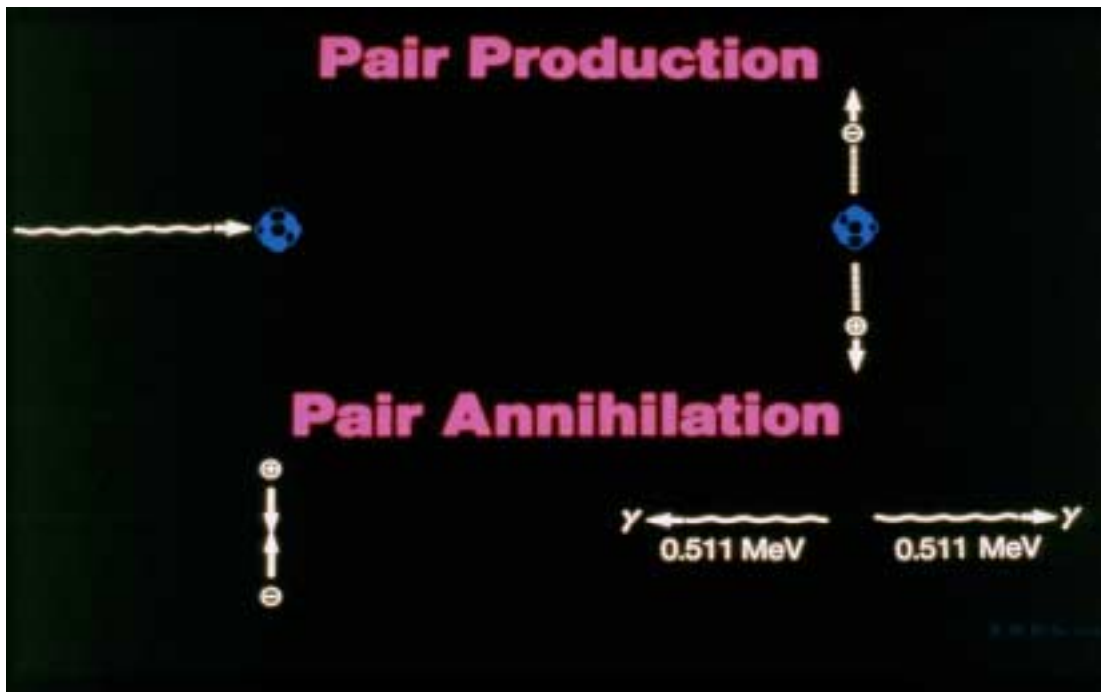 Pair Production
⊖
⊕
Pair Annihilation
⊕
γ γ
0.511 MeV 0.511 MeV
⊖